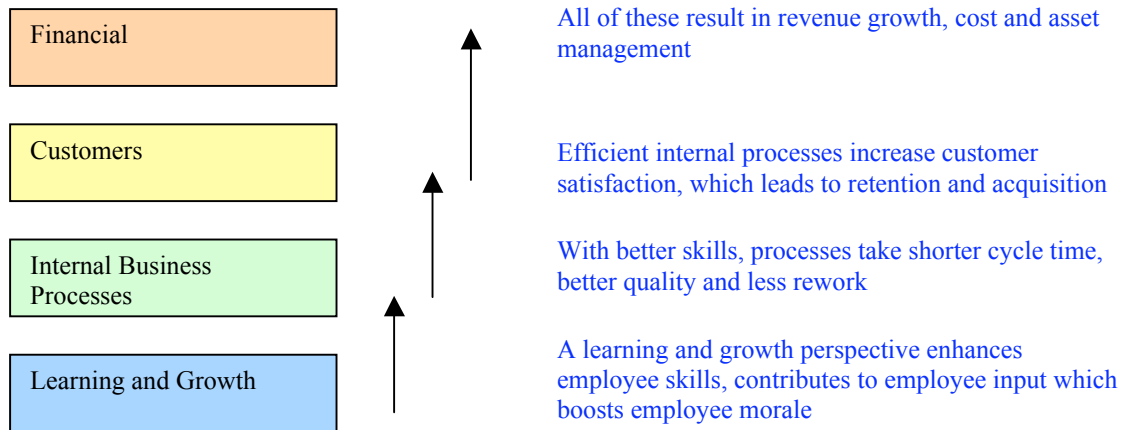 Financial
All of these result in revenue growth, cost and asset
management
Customers
Efficient internal processes increase customer
satisfaction, which leads to retention and acquisition
Internal Business
Processes
With better skills, processes take shorter cycle time,
better quality and less rework
Learning and Growth
A learning and growth perspective enhances
employee skills, contributes to employee input which
boosts employee morale